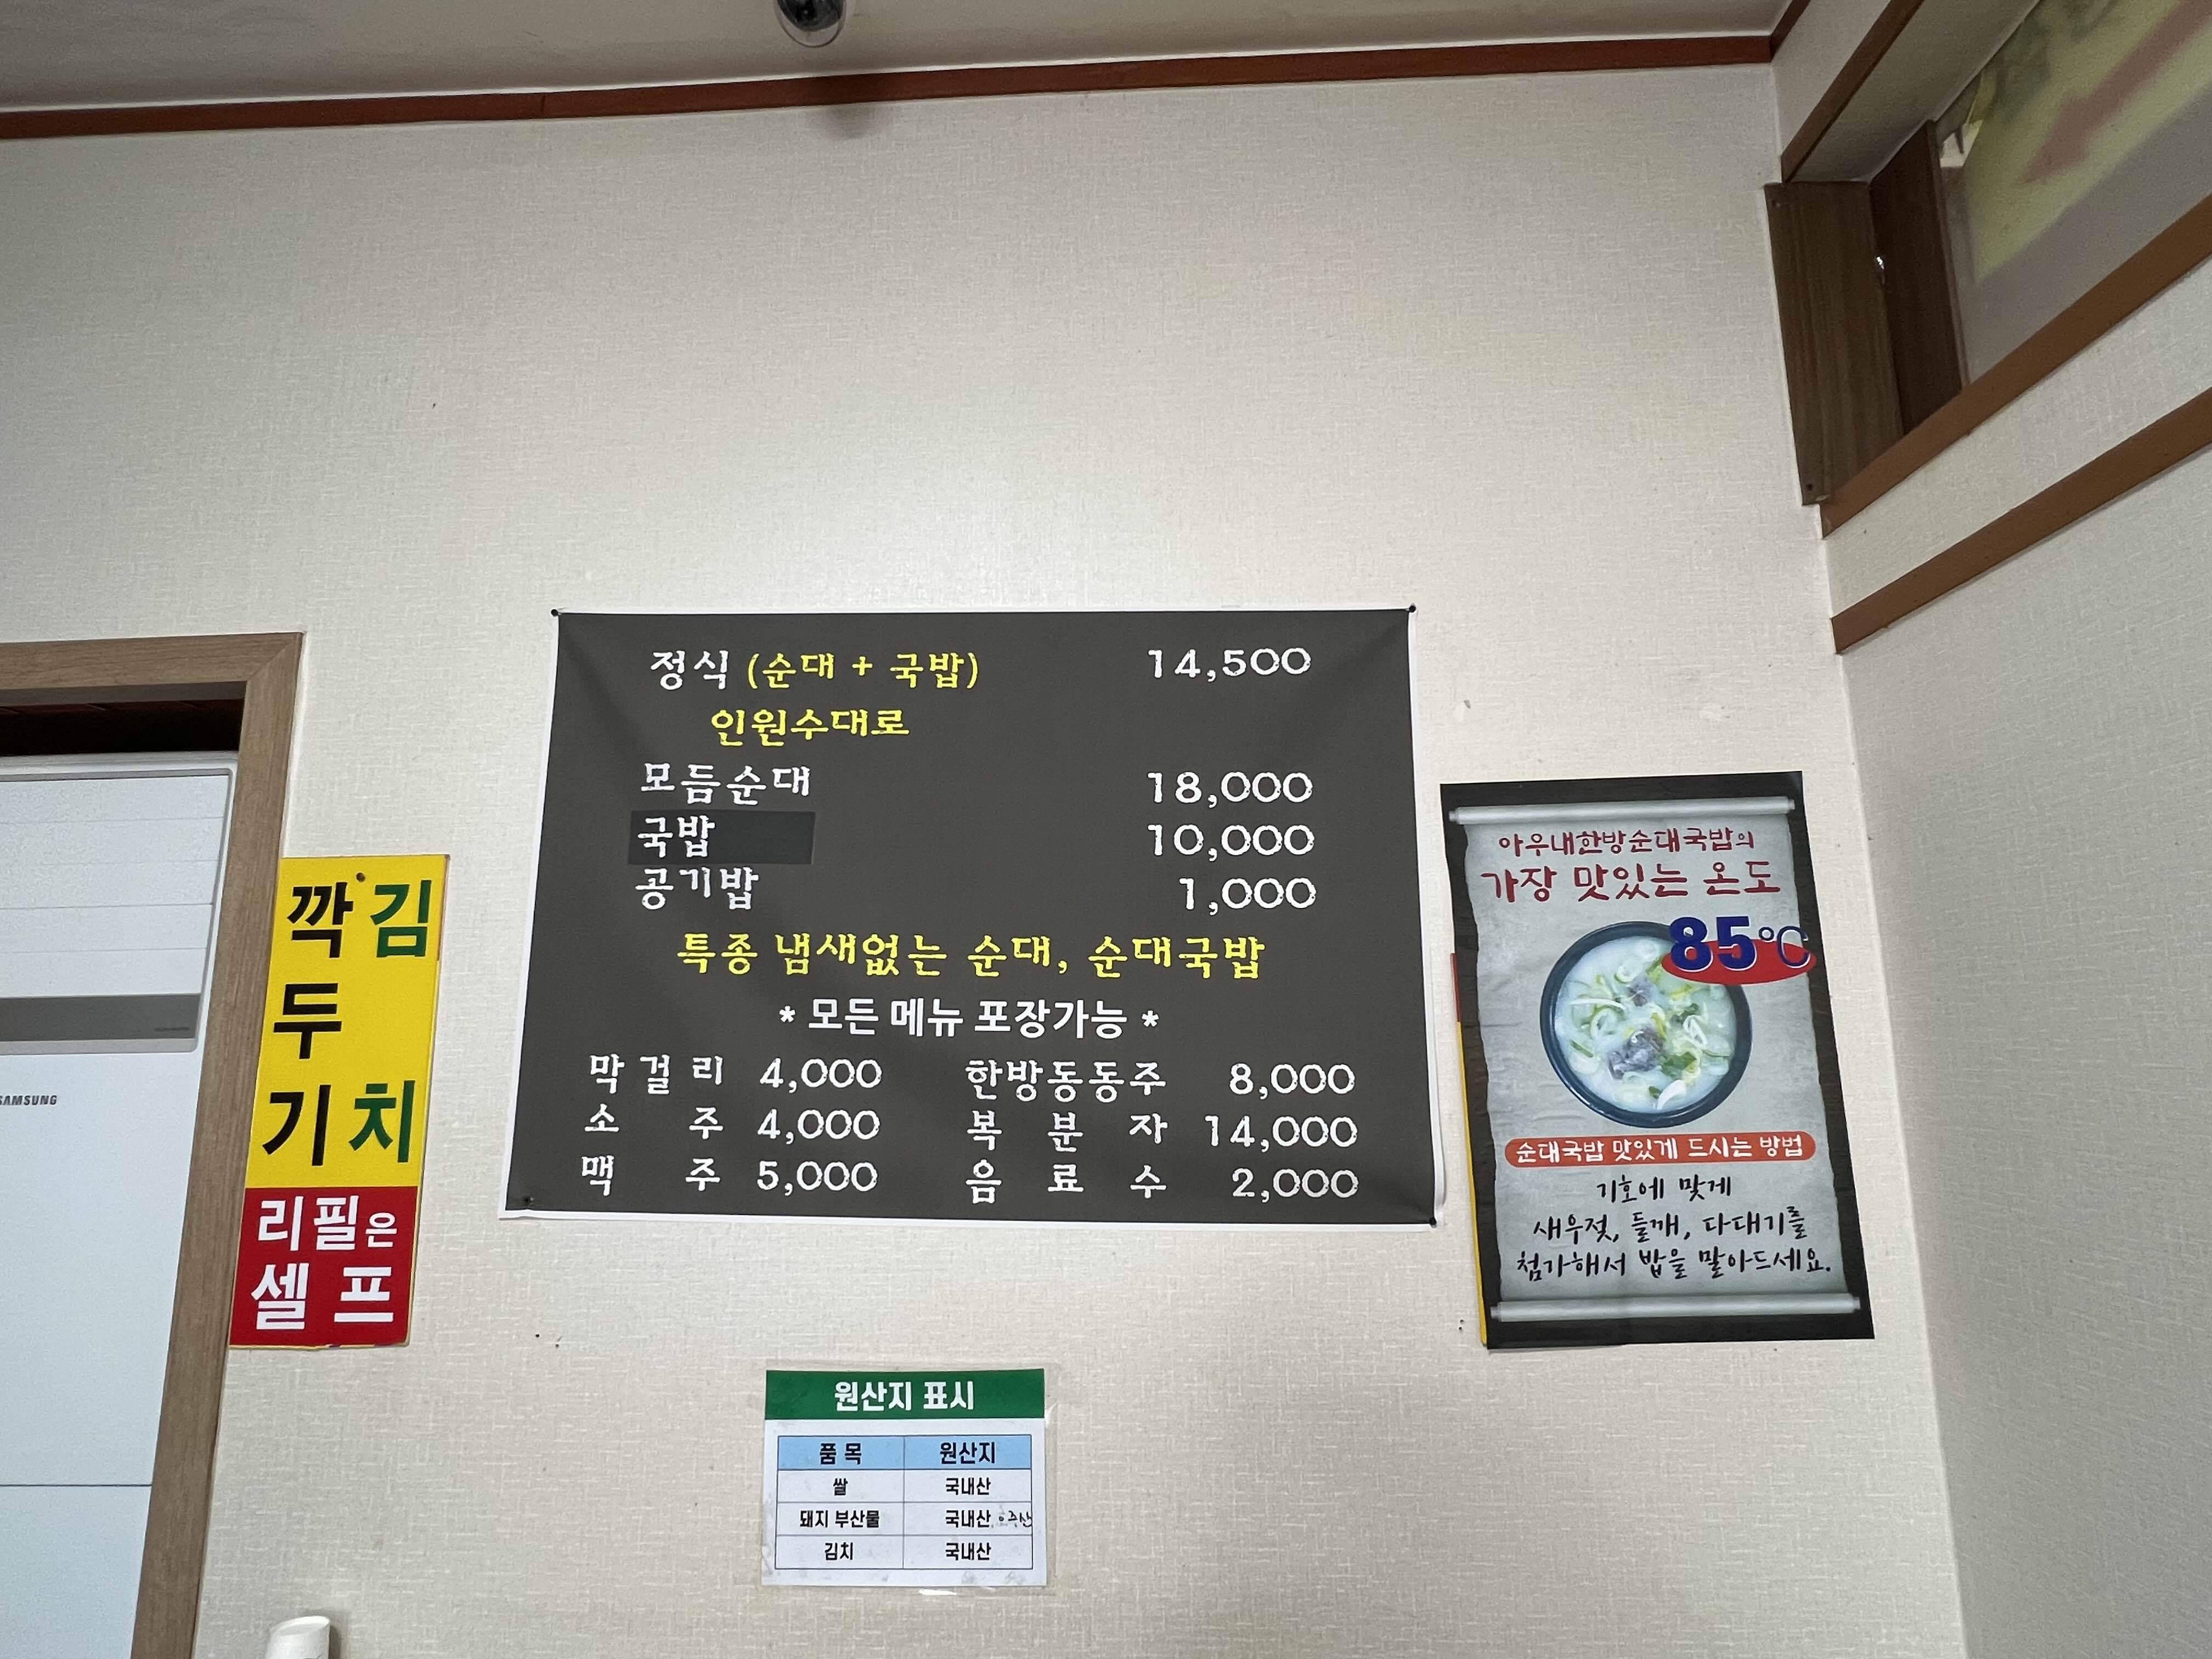 정식 (순대 + 국밥) 14,500
인원수대로
모듬순대 18,000
국밥 10,000
공기밥 1,000
특종 냄새없는 순대, 순대국밥
* 모든 메뉴 포장가능 *
막걸리 4,000 한방동동주 8,000
소주 4,000 복분자 14,000
맥주 5,000 음료수 2,000
깍두기
김치
리필은
셀프
SAMSUNG
아우내한방순대국밥의
가장 맛있는 온도
85℃
순대국밥 맛있게 드시는 방법
기호에 맞게
새우젓, 들깨, 다대기를
첨가해서 밥을 말아드세요.
원산지 표시
품목 원산지
쌀 국내산
돼지 부산물 국내산
김치 국내산